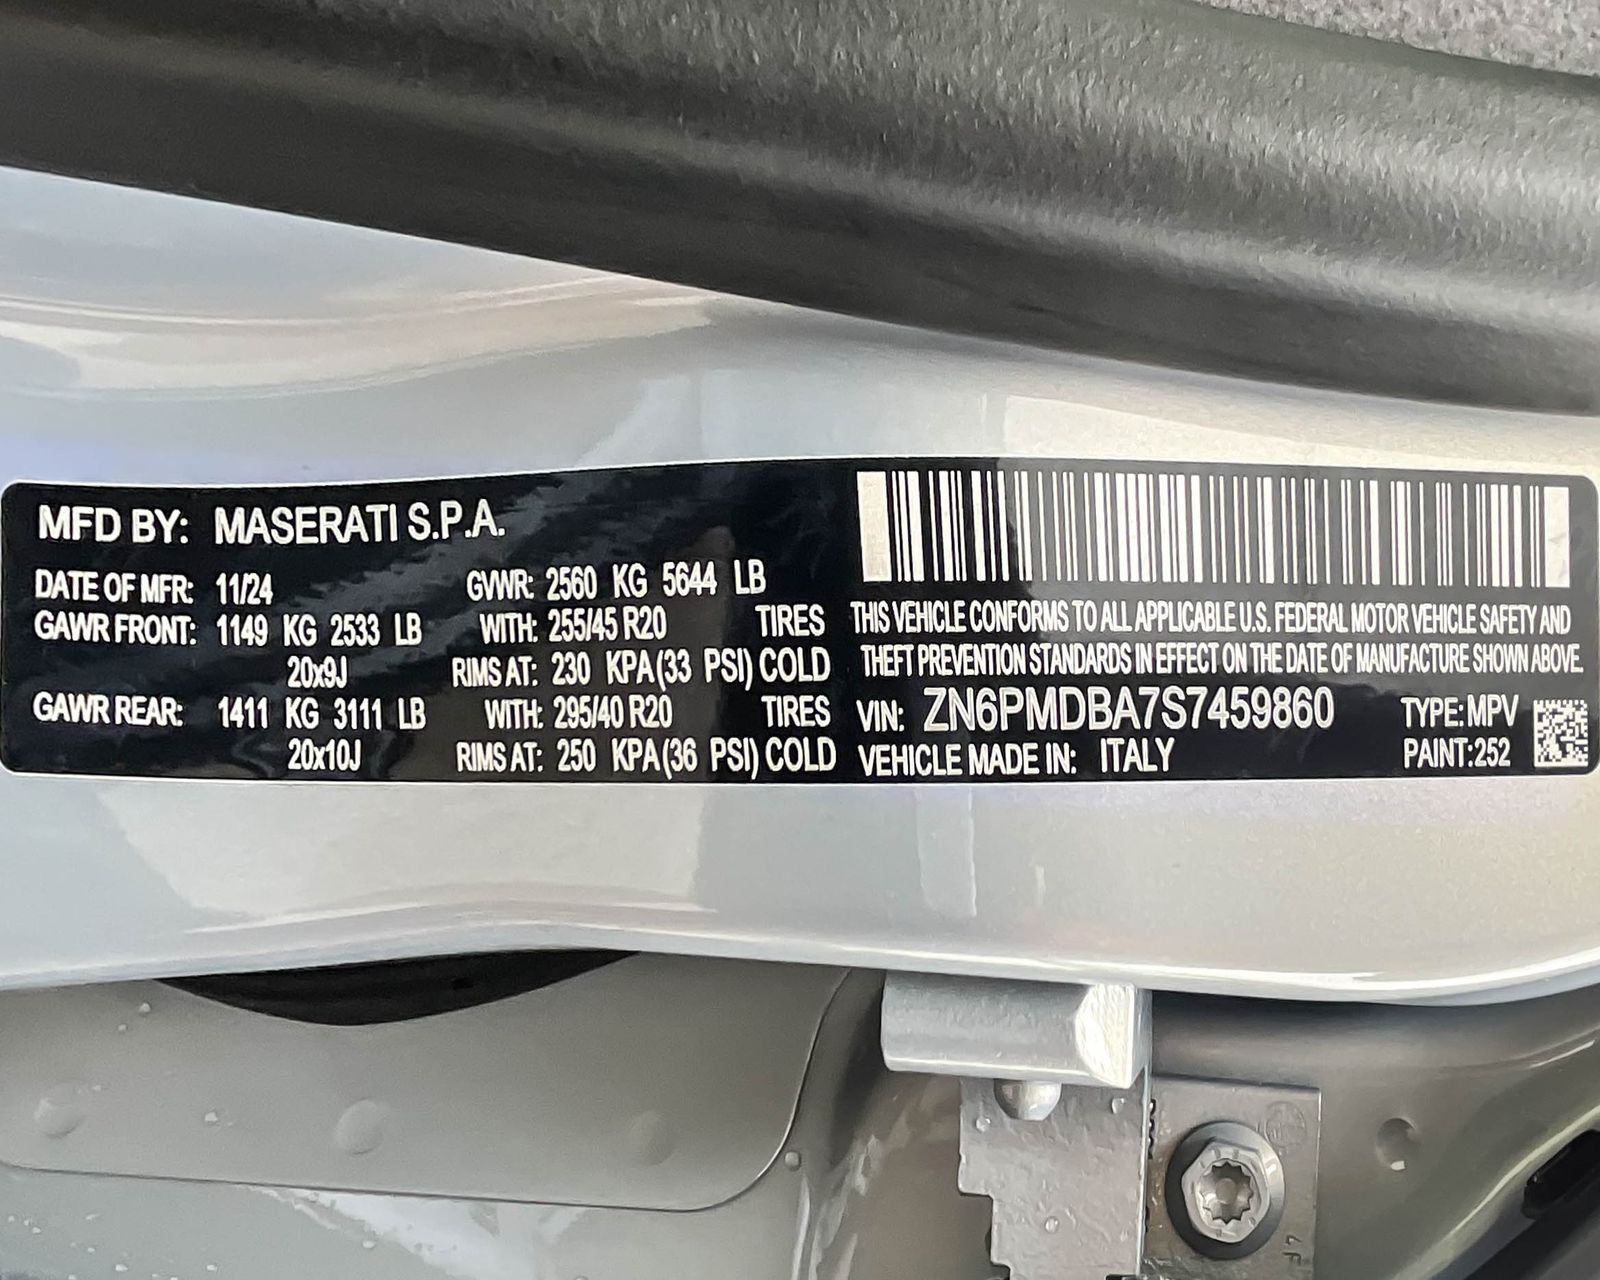 MFD BY: MASERATI S.P.A.
DATE OF MFR: 11/24 GVWR: 2560 KG 5644 LB
GAWR FRONT: 1149 KG 2533 LB WITH: 255/45 R20 TIRES
20x9J RIMS AT: 230 KPA(33 PSI) COLD
GAWR REAR: 1411 KG 3111 LB WITH: 295/40 R20 TIRES
20x10J RIMS AT: 250 KPA(36 PSI) COLD
THIS VEHICLE CONFORMS TO ALL APPLICABLE U.S. FEDERAL MOTOR VEHICLE SAFETY AND
THEFT PREVENTION STANDARDS IN EFFECT ON THE DATE OF MANUFACTURE SHOWN ABOVE.
VIN: ZN6PMDBA7S7459860 TYPE:MPV
VEHICLE MADE IN: ITALY PAINT:252